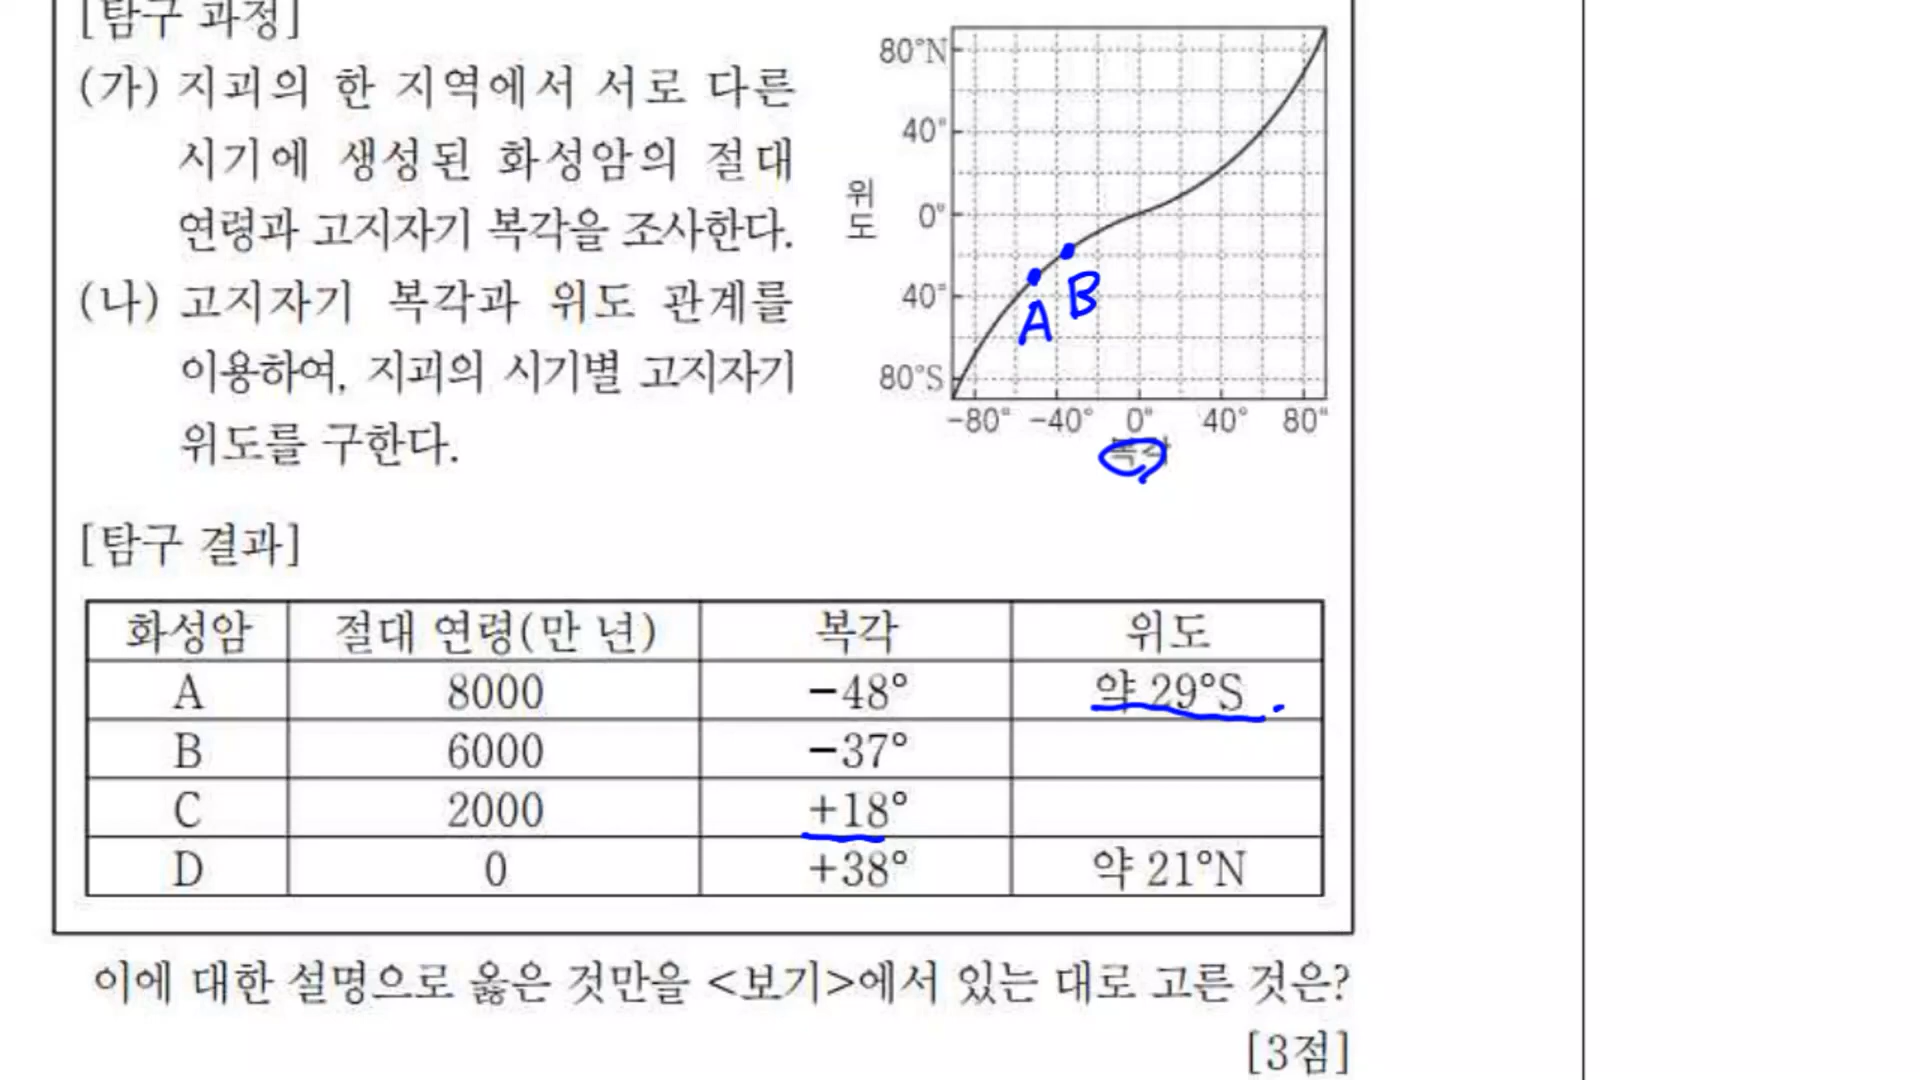 [탐구 과정]
(가) 지괴의 한 지역에서 서로 다른
시기에 생성된 화성암의 절대
연령과 고지자기 복각을 조사한다.
(나) 고지자기 복각과 위도 관계를
이용하여, 지괴의 시기별 고지자기
위도를 구한다.
80°N
40°
0°
40°
80°S
위도
A
B
-80° -40° 0° 40° 80°
복각
[탐구 결과]
화성암 절대 연령(만 년) 복각 위도
A 8000 -48° 약 29°S
B 6000 -37°
C 2000 +18°
D 0 +38° 약 21°N
이에 대한 설명으로 옳은 것만을 <보기>에서 있는 대로 고른 것은?
[3점]